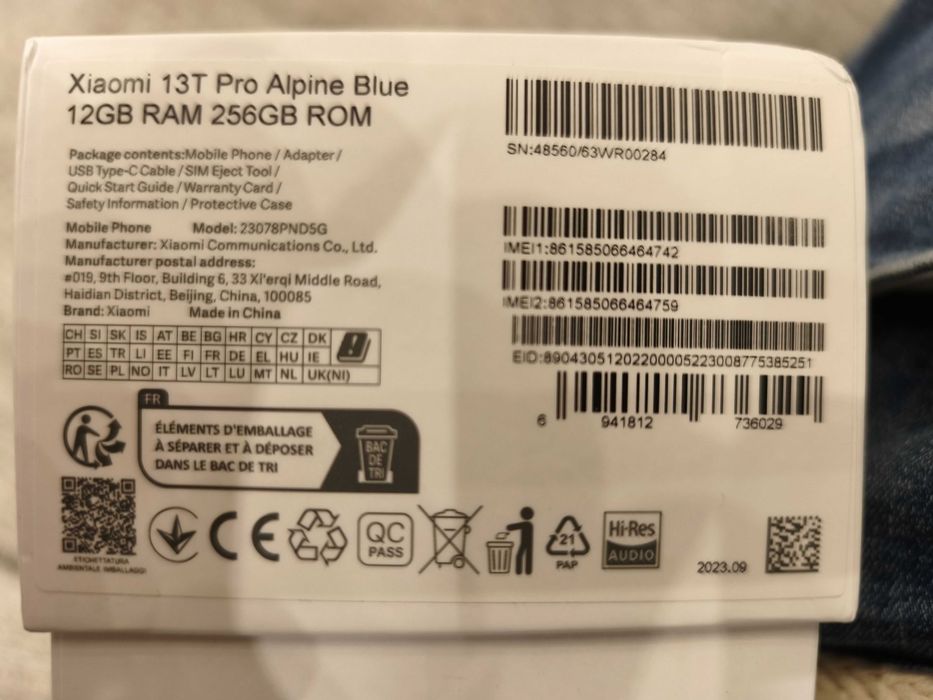 Xiaomi 13T Pro Alpine Blue
12GB RAM 256GB ROM
Package contents:Mobile Phone / Adapter /
USB Type-C Cable / SIM Eject Tool /
Quick Start Guide / Warranty Card /
Safety Information / Protective Case
Mobile Phone Model: 23078PND5G
Manufacturer: Xiaomi Communications Co., Ltd.
Manufacturer postal address:
#019, 9th Floor, Building 6, 33 Xi'erqi Middle Road,
Haidian District, Beijing, China, 100085
Brand: Xiaomi Made in China
CH SI SK IS AT BE BG HR CY CZ DK
PT ES TR LI EE FI FR DE EL HU IE
RO SE PL NO IT LV LT LU MT NL UK(NI)
SN:48560/63WR00284
IMEI1:861585066464742
IMEI2:861585066464759
EID:89043051202200005223008775385251
6 941812 736029
FR
ÉLÉMENTS D'EMBALLAGE
À SÉPARER ET À DÉPOSER
DANS LE BAC DE TRI
BAC
DE
TRI
ETICHETTATURA
AMBIENTALE IMBALLAGGI
CE
QC
PASS
21
PAP
Hi-Res
AUDIO
2023.09